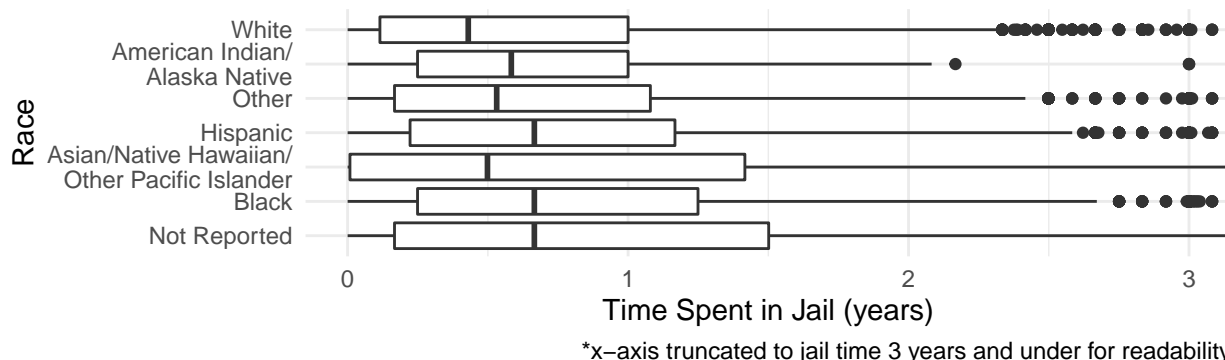 White
American Indian/
Alaska Native
Other
Hispanic
Asian/Native Hawaiian/
Other Pacific Islander
Black
Not Reported
Race
0
1
2
3
Time Spent in Jail (years)
*x−axis truncated to jail time 3 years and under for readability